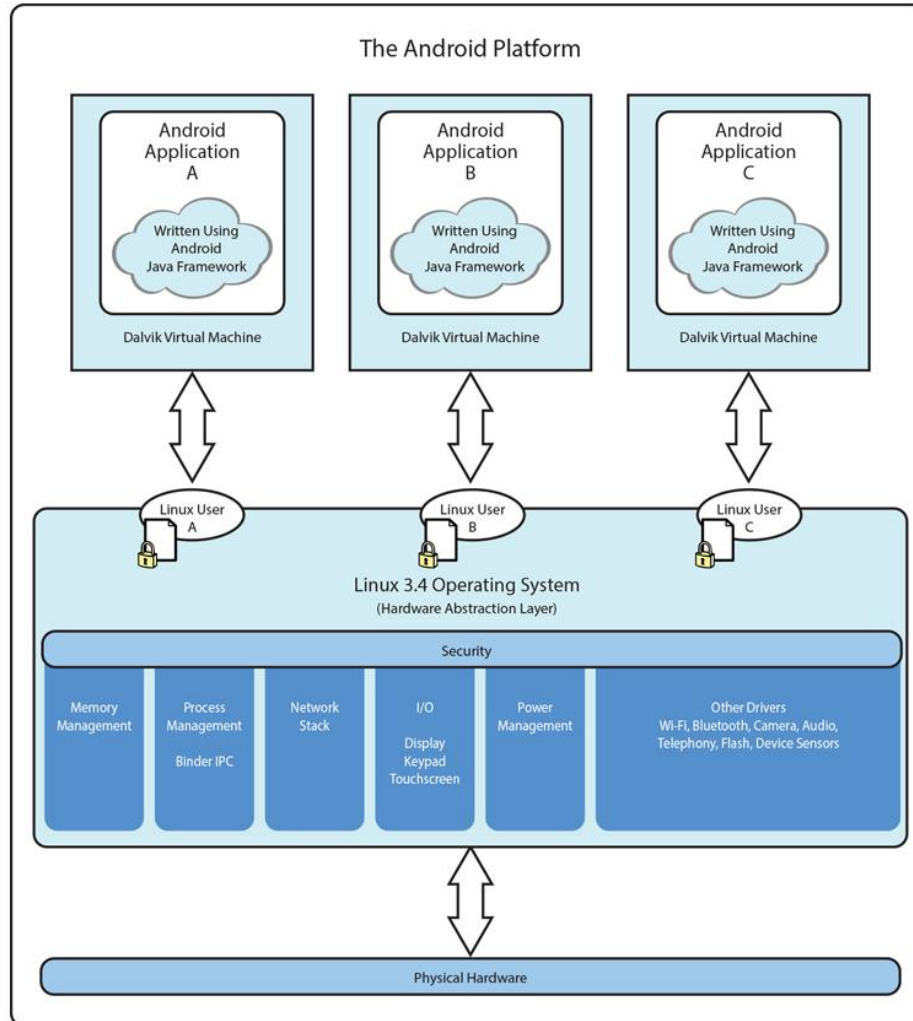 The Android Platform
Android
Application
A
Written Using
Android
Java Framework
Dalvik Virtual Machine
Android
Application
B
Written Using
Android
Java Framework
Dalvik Virtual Machine
Android
Application
C
Written Using
Android
Java Framework
Dalvik Virtual Machine
Linux User
A
Linux User
B
Linux User
C
Linux 3.4 Operating System
(Hardware Abstraction Layer)
Security
Memory
Management
Process
Management
Binder IPC
Network
Stack
I/O
Display
Keypad
Touchscreen
Power
Management
Other Drivers
Wi-Fi, Bluetooth, Camera, Audio,
Telephony, Flash, Device Sensors
Physical Hardware